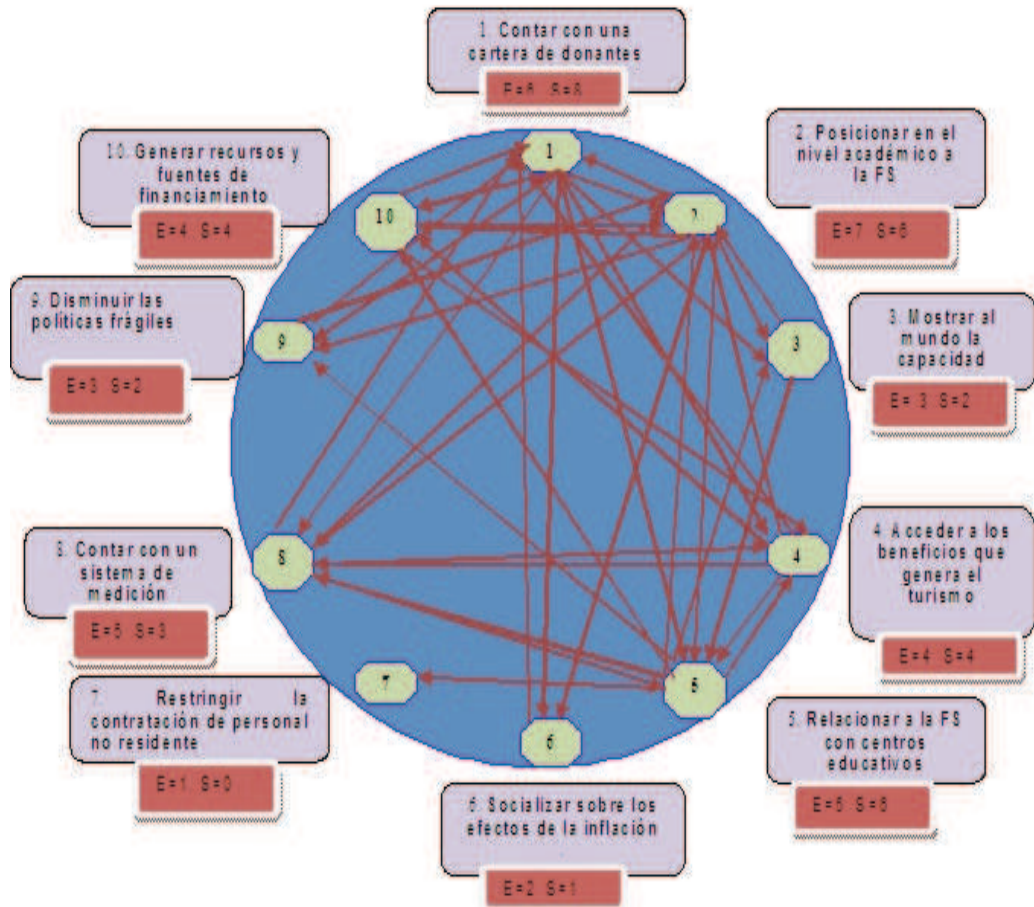 1. Contar con una
cartera de donantes
2. Posicionar en el
nivel académico a
la FS
E=7 S=6
3. Mostrar al
mundo la
capacidad
E= 3 S=2
4. Acceder a los
beneficios que
genera el
turismo
E=4 S=4
5. Relacionar a la FS
con centros
educativos
6. Socializar sobre los
efectos de la inflación
E=2 S=1
7. Restringir la
contratación de personal
no residente
E=1 S=0
8. Contar con un
sistema de
medición
E=5 S=3
9. Disminuir las
políticas frágiles
E=3 S=2
10. Generar recursos y
fuentes de
financiamiento
E=4 S=4
1
2
3
4
6
7
8
9
10